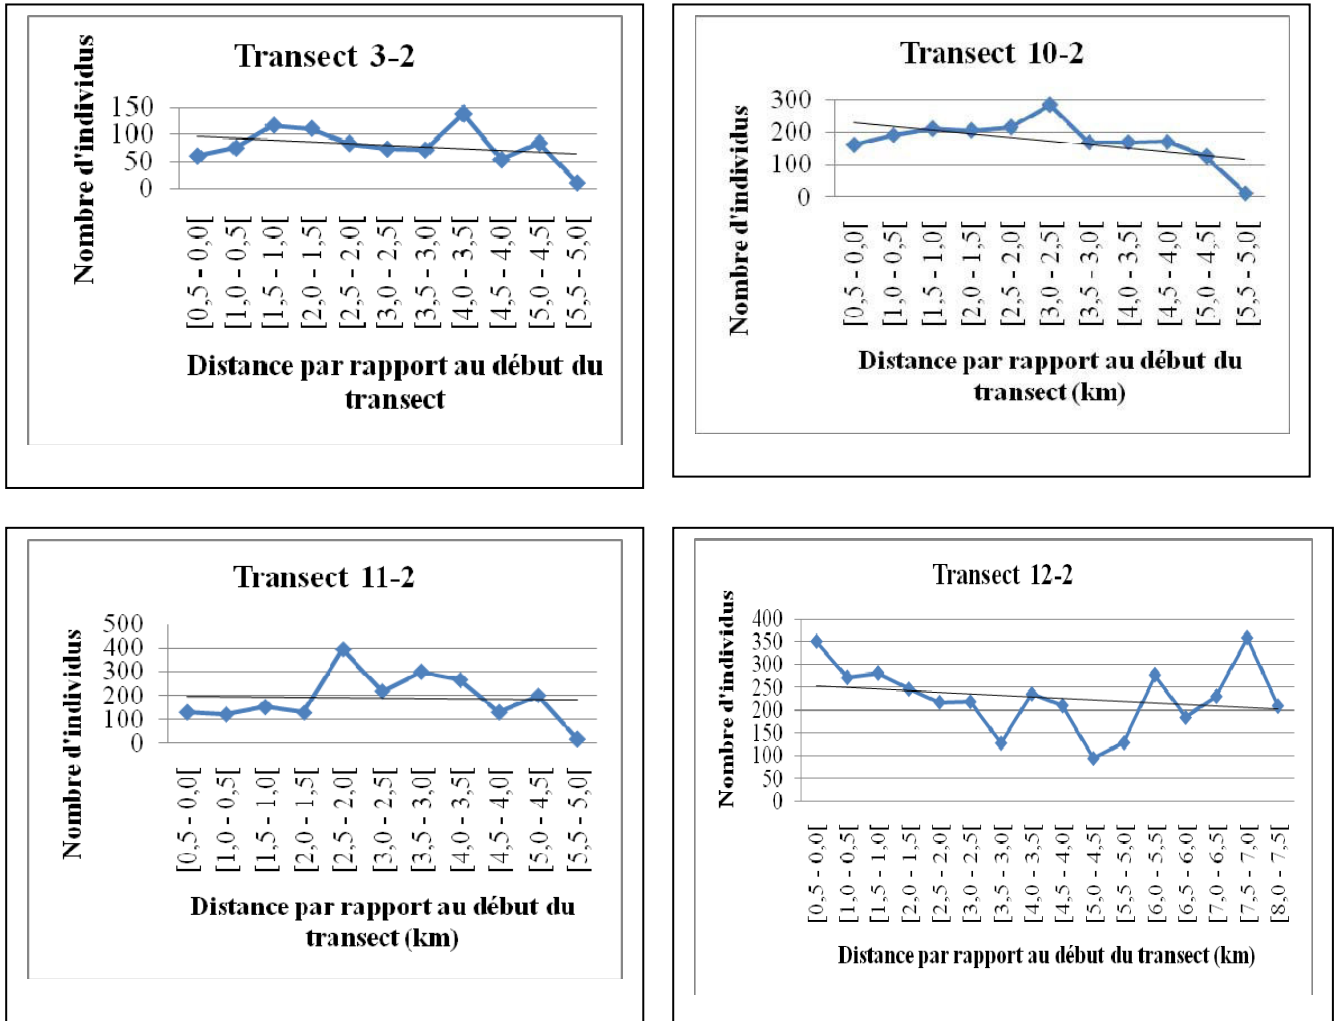 Transect 3-2
Nombre d'individus
150
100
50
0
[0,5 - 0,0[
[1,0 - 0,5[
[1,5 - 1,0[
[2,0 - 1,5[
[2,5 - 2,0[
[3,0 - 2,5[
[3,5 - 3,0[
[4,0 - 3,5[
[4,5 - 4,0[
[5,0 - 4,5[
[5,5 - 5,0[
Distance par rapport au début du
transect
Transect 10-2
Nombre d'individus
300
200
100
0
[0,5 - 0,0[
[1,0 - 0,5[
[1,5 - 1,0[
[2,0 - 1,5[
[2,5 - 2,0[
[3,0 - 2,5[
[3,5 - 3,0[
[4,0 - 3,5[
[4,5 - 4,0[
[5,0 - 4,5[
[5,5 - 5,0[
Distance par rapport au début du
transect (km)
Transect 11-2
Nombre d'individus
500
400
300
200
100
0
[0,5 - 0,0[
[1,0 - 0,5[
[1,5 - 1,0[
[2,0 - 1,5[
[2,5 - 2,0[
[3,0 - 2,5[
[3,5 - 3,0[
[4,0 - 3,5[
[4,5 - 4,0[
[5,0 - 4,5[
[5,5 - 5,0[
Distance par rapport au début du
transect (km)
Transect 12-2
Nombre d'individus
400
350
300
250
200
150
100
50
0
[0,5 - 0,0[
[1,0 - 0,5[
[1,5 - 1,0[
[2,0 - 1,5[
[2,5 - 2,0[
[3,0 - 2,5[
[3,5 - 3,0[
[4,0 - 3,5[
[4,5 - 4,0[
[5,0 - 4,5[
[5,5 - 5,0[
[6,0 - 5,5[
[6,5 - 6,0[
[7,0 - 6,5[
[7,5 - 7,0[
[8,0 - 7,5[
Distance par rapport au début du transect (km)